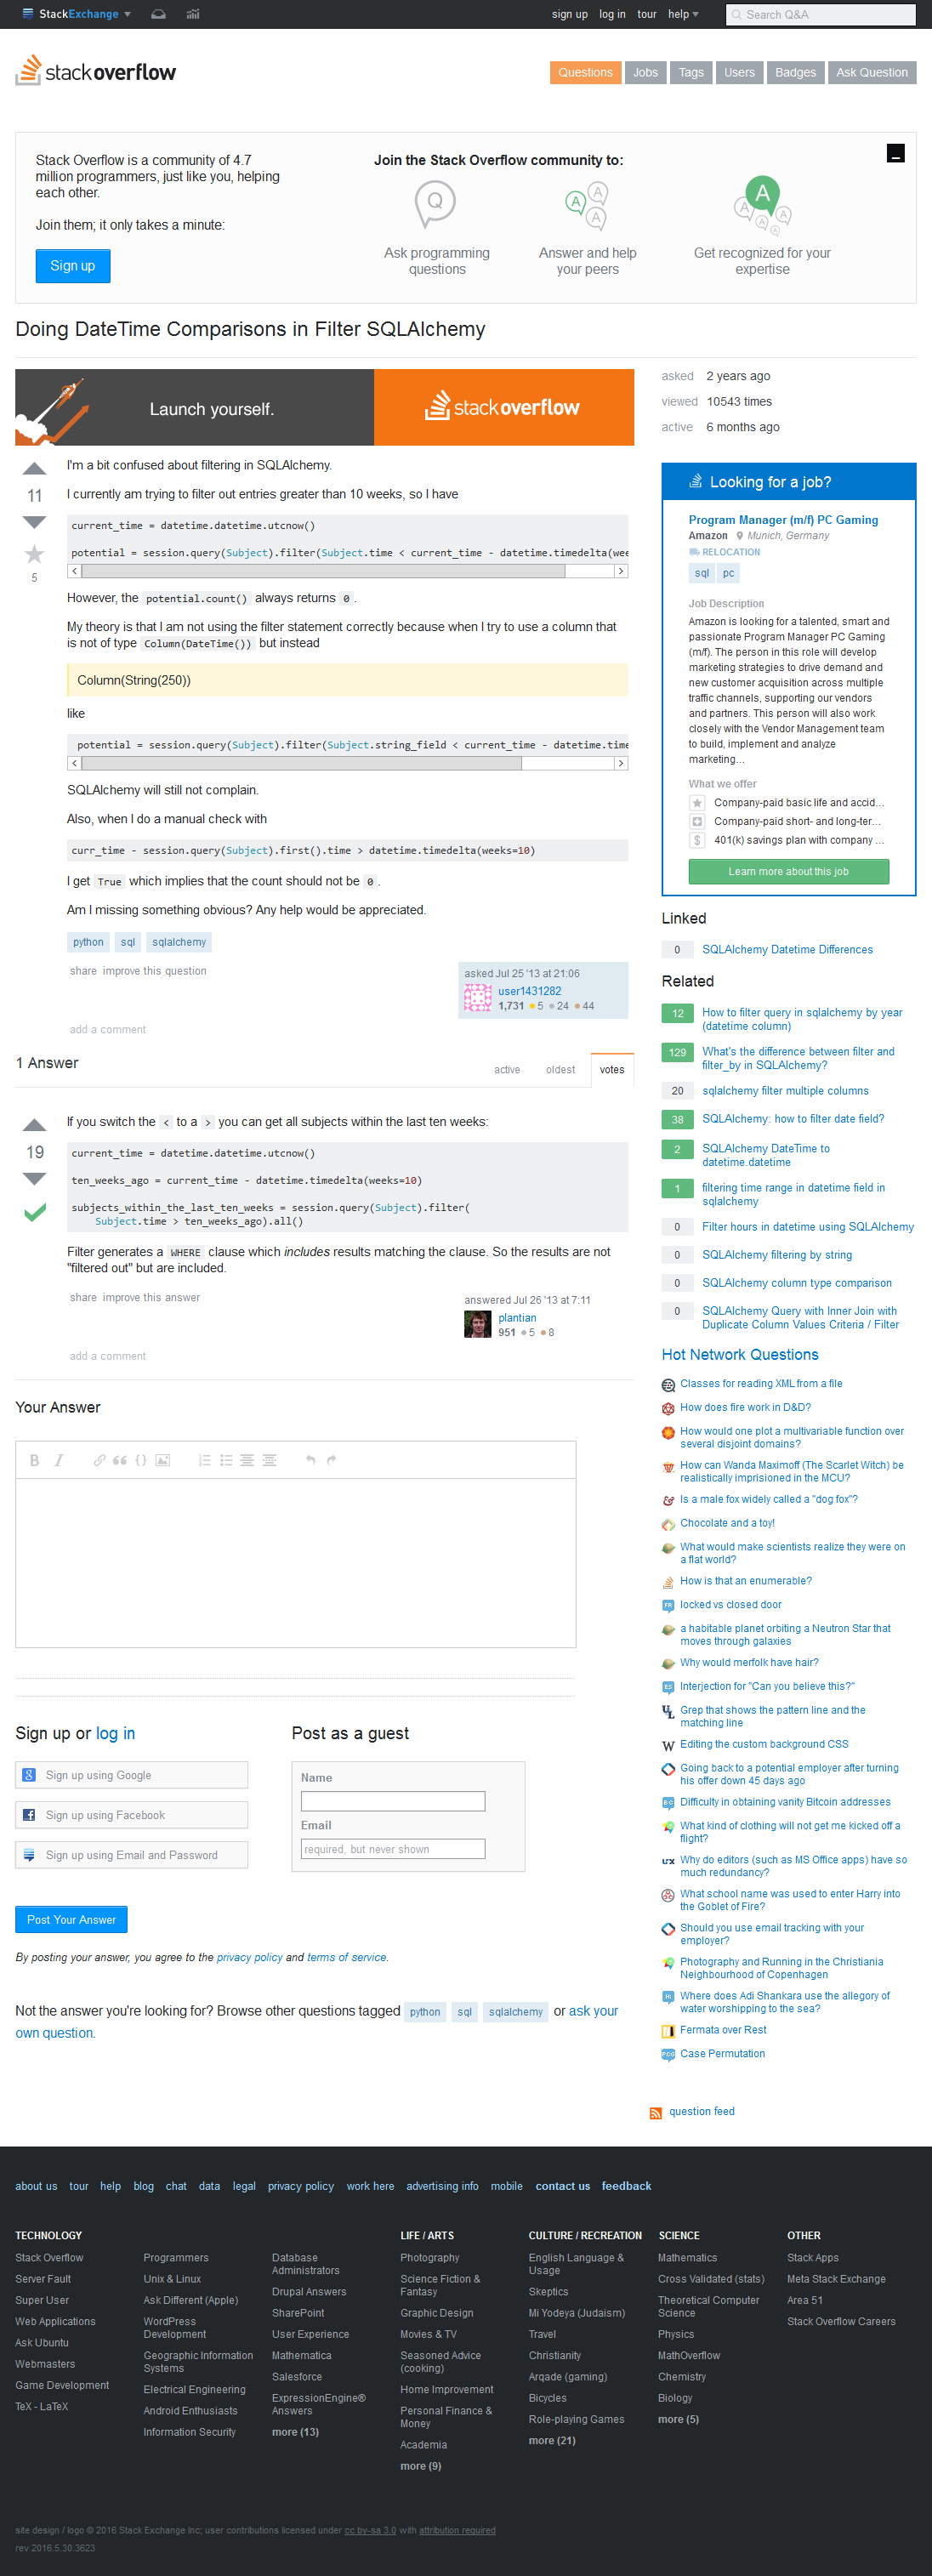 StackExchange
sign up log in tour help
Search Q&A
stackoverflow
Questions Jobs Tags Users Badges Ask Question
Stack Overflow is a community of 4.7
million programmers, just like you, helping
each other.
Join them; it only takes a minute:
Sign up
Join the Stack Overflow community to:
Q
Ask programming
questions
A A A
Answer and help
your peers
A A A A A
Get recognized for your
expertise
Doing DateTime Comparisons in Filter SQLAlchemy
Launch yourself.
stackoverflow
11
5
I'm a bit confused about filtering in SQLAlchemy.
I currently am trying to filter out entries greater than 10 weeks, so I have
current_time = datetime.datetime.utcnow()
potential = session.query(Subject).filter(Subject.time < current_time - datetime.timedelta(wee
However, the potential.count() always returns 0 .
My theory is that I am not using the filter statement correctly because when I try to use a column that
is not of type Column(DateTime()) but instead
Column(String(250))
like
potential = session.query(Subject).filter(Subject.string_field < current_time - datetime.time
SQLAlchemy will still not complain.
Also, when I do a manual check with
curr_time - session.query(Subject).first().time > datetime.timedelta(weeks=10)
I get True which implies that the count should not be 0 .
Am I missing something obvious? Any help would be appreciated.
python sql sqlalchemy
share improve this question
asked Jul 25 '13 at 21:06
user1431282
1,731 5 24 44
add a comment
1 Answer
active oldest votes
19
If you switch the < to a > you can get all subjects within the last ten weeks:
current_time = datetime.datetime.utcnow()
ten_weeks_ago = current_time - datetime.timedelta(weeks=10)
subjects_within_the_last_ten_weeks = session.query(Subject).filter(
Subject.time > ten_weeks_ago).all()
Filter generates a WHERE clause which includes results matching the clause. So the results are not
"filtered out" but are included.
share improve this answer
answered Jul 26 '13 at 7:11
plantian
951 5 8
add a comment
Your Answer
B I
Sign up or log in
Sign up using Google
Sign up using Facebook
Sign up using Email and Password
Post as a guest
Name
Email
required, but never shown
Post Your Answer
By posting your answer, you agree to the privacy policy and terms of service.
Not the answer you're looking for? Browse other questions tagged python sql sqlalchemy or ask your
own question.
asked 2 years ago
viewed 10543 times
active 6 months ago
Looking for a job?
Program Manager (m/f) PC Gaming
Amazon Munich, Germany
RELOCATION
sql pc
Job Description
Amazon is looking for a talented, smart and
passionate Program Manager PC Gaming
(m/f). The person in this role will develop
marketing strategies to drive demand and
new customer acquisition across multiple
traffic channels, supporting our vendors
and partners. This person will also work
closely with the Vendor Management team
to build, implement and analyze
marketing...
What we offer
Company-paid basic life and accid...
Company-paid short- and long-ter...
401(k) savings plan with company ...
Learn more about this job
Linked
0 SQLAlchemy Datetime Differences
Related
12 How to filter query in sqlalchemy by year
(datetime column)
129 What's the difference between filter and
filter_by in SQLAlchemy?
20 sqlalchemy filter multiple columns
38 SQLAlchemy: how to filter date field?
2 SQLAlchemy DateTime to
datetime.datetime
1 filtering time range in datetime field in
sqlalchemy
0 Filter hours in datetime using SQLAlchemy
0 SQLAlchemy filtering by string
0 SQLAlchemy column type comparison
0 SQLAlchemy Query with Inner Join with
Duplicate Column Values Criteria / Filter
Hot Network Questions
Classes for reading XML from a file
How does fire work in D&D?
How would one plot a multivariable function over
several disjoint domains?
How can Wanda Maximoff (The Scarlet Witch) be
realistically imprisioned in the MCU?
Is a male fox widely called a "dog fox"?
Chocolate and a toy!
What would make scientists realize they were on
a flat world?
How is that an enumerable?
locked vs closed door
a habitable planet orbiting a Neutron Star that
moves through galaxies
Why would merfolk have hair?
Interjection for "Can you believe this?"
Grep that shows the pattern line and the
matching line
Editing the custom background CSS
Going back to a potential employer after turning
his offer down 45 days ago
Difficulty in obtaining vanity Bitcoin addresses
What kind of clothing will not get me kicked off a
flight?
Why do editors (such as MS Office apps) have so
much redundancy?
What school name was used to enter Harry into
the Goblet of Fire?
Should you use email tracking with your
employer?
Photography and Running in the Christiania
Neighbourhood of Copenhagen
Where does Adi Shankara use the allegory of
water worshipping to the sea?
Fermata over Rest
Case Permutation
question feed
about us tour help blog chat data legal privacy policy work here advertising info mobile contact us feedback
TECHNOLOGY
Stack Overflow
Server Fault
Super User
Web Applications
Ask Ubuntu
Webmasters
Game Development
TeX - LaTeX
Programmers
Unix & Linux
Ask Different (Apple)
WordPress
Development
Geographic Information
Systems
Electrical Engineering
Android Enthusiasts
Information Security
Database
Administrators
Drupal Answers
SharePoint
User Experience
Mathematica
Salesforce
ExpressionEngine®
Answers
more (13)
LIFE / ARTS
Photography
Science Fiction &
Fantasy
Graphic Design
Movies & TV
Seasoned Advice
(cooking)
Home Improvement
Personal Finance &
Money
Academia
more (9)
CULTURE / RECREATION
English Language &
Usage
Skeptics
Mi Yodeya (Judaism)
Travel
Christianity
Arqade (gaming)
Bicycles
Role-playing Games
more (21)
SCIENCE
Mathematics
Cross Validated (stats)
Theoretical Computer
Science
Physics
MathOverflow
Chemistry
Biology
more (5)
OTHER
Stack Apps
Meta Stack Exchange
Area 51
Stack Overflow Careers
site design / logo © 2016 Stack Exchange Inc; user contributions licensed under cc by-sa 3.0 with attribution required
rev 2016.5.30.3623